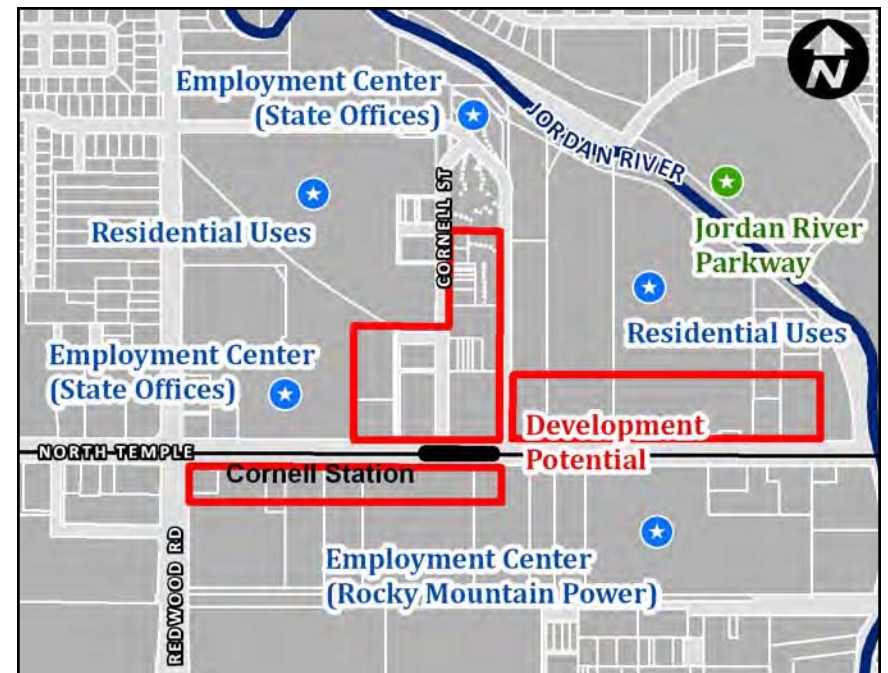 N
Employment Center
(State Offices)
JORDAN RIVER
CORNELL ST
Residential Uses
Jordan River
Parkway
Residential Uses
Employment Center
(State Offices)
Development
Potential
NORTH TEMPLE
Cornell Station
Employment Center
(Rocky Mountain Power)
REDWOOD RD